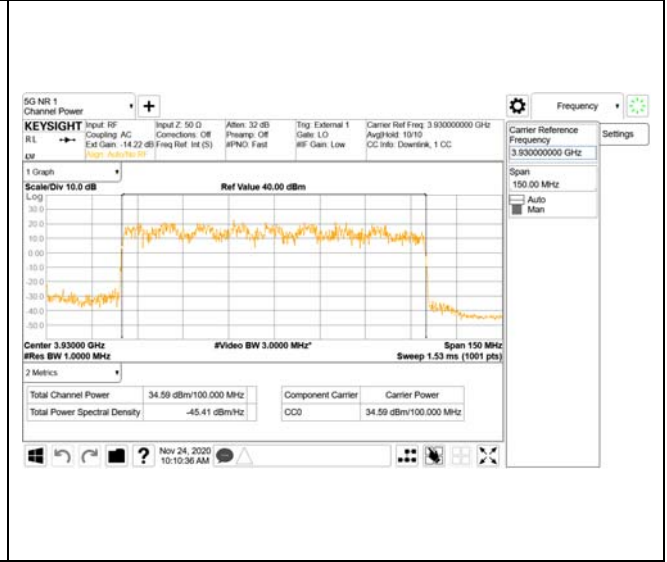 5G NR 1
Channel Power
+
Frequency
KEYSIGHT
RL
Input: RF
Coupling: AC
Ext Gain: -14.22 dB
Align: Auto/No RF
Input Z: 50 Ω
Corrections: Off
Freq Ref: Int (S)
Atten: 32 dB
Preamp: Off
#PNO: Fast
Trig: External 1
Gate: LO
#IF Gain: Low
Carrier Ref Freq: 3.930000000 GHz
Avg|Hold: 10/10
CC Info: Downlink, 1 CC
Carrier Reference
Frequency
3.930000000 GHz
Settings
Span
150.00 MHz
Auto
Man
1 Graph
Scale/Div 10.0 dB
Ref Value 40.00 dBm
Log
30.0
20.0
10.0
0.00
-10.0
-20.0
-30.0
-40.0
-50.0
Center 3.93000 GHz
#Video BW 3.0000 MHz*
Span 150 MHz
#Res BW 1.0000 MHz
Sweep 1.53 ms (1001 pts)
2 Metrics
Total Channel Power
34.59 dBm/100.000 MHz
Total Power Spectral Density
-45.41 dBm/Hz
Component Carrier
Carrier Power
CC0
34.59 dBm/100.000 MHz
?
Nov 24, 2020
10:10:36 AM